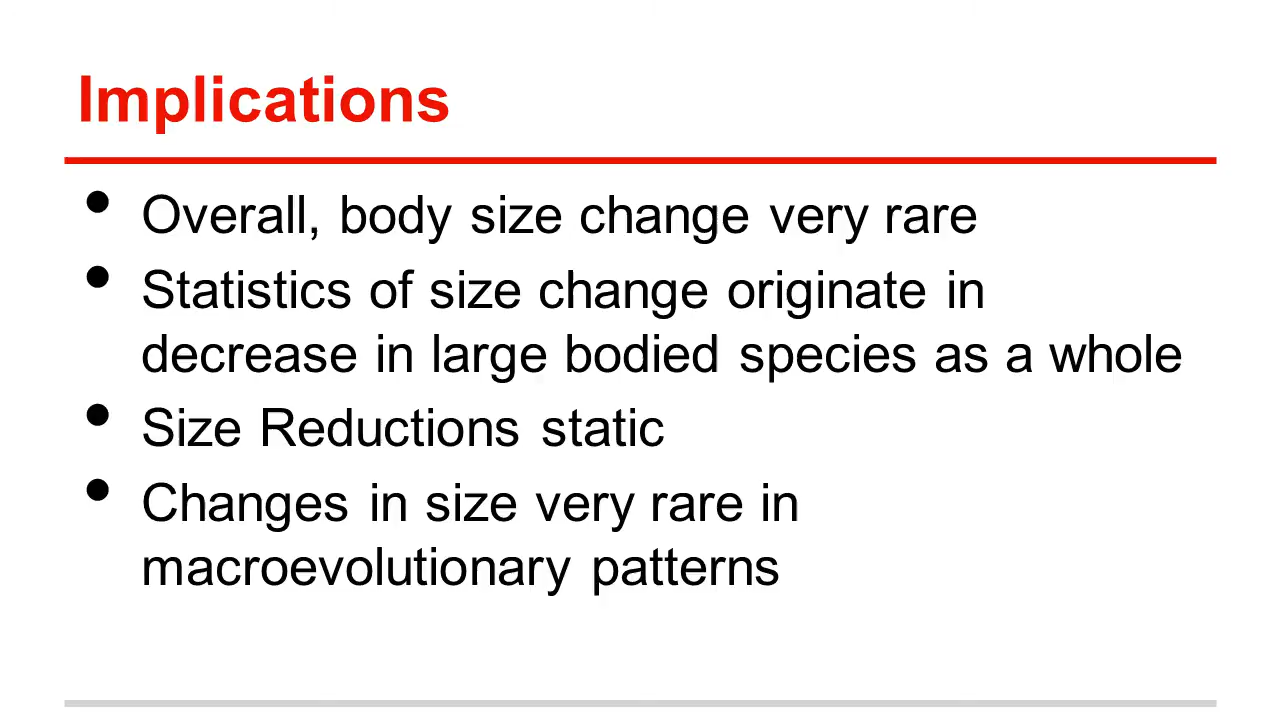 Implications
• Overall, body size change very rare
• Statistics of size change originate in
decrease in large bodied species as a whole
• Size Reductions static
• Changes in size very rare in
macroevolutionary patterns